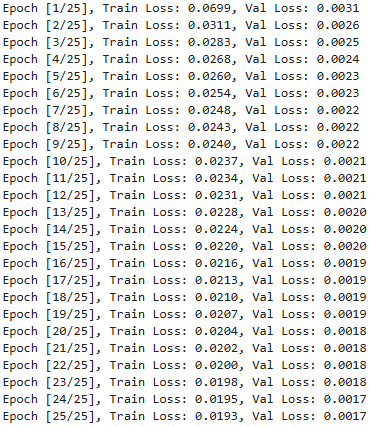 Epoch [1/25], Train Loss: 0.0699, Val Loss: 0.0031
Epoch [2/25], Train Loss: 0.0311, Val Loss: 0.0026
Epoch [3/25], Train Loss: 0.0283, Val Loss: 0.0025
Epoch [4/25], Train Loss: 0.0268, Val Loss: 0.0024
Epoch [5/25], Train Loss: 0.0260, Val Loss: 0.0023
Epoch [6/25], Train Loss: 0.0254, Val Loss: 0.0023
Epoch [7/25], Train Loss: 0.0248, Val Loss: 0.0022
Epoch [8/25], Train Loss: 0.0243, Val Loss: 0.0022
Epoch [9/25], Train Loss: 0.0240, Val Loss: 0.0022
Epoch [10/25], Train Loss: 0.0237, Val Loss: 0.0021
Epoch [11/25], Train Loss: 0.0234, Val Loss: 0.0021
Epoch [12/25], Train Loss: 0.0231, Val Loss: 0.0021
Epoch [13/25], Train Loss: 0.0228, Val Loss: 0.0020
Epoch [14/25], Train Loss: 0.0224, Val Loss: 0.0020
Epoch [15/25], Train Loss: 0.0220, Val Loss: 0.0020
Epoch [16/25], Train Loss: 0.0216, Val Loss: 0.0019
Epoch [17/25], Train Loss: 0.0213, Val Loss: 0.0019
Epoch [18/25], Train Loss: 0.0210, Val Loss: 0.0019
Epoch [19/25], Train Loss: 0.0207, Val Loss: 0.0019
Epoch [20/25], Train Loss: 0.0204, Val Loss: 0.0018
Epoch [21/25], Train Loss: 0.0202, Val Loss: 0.0018
Epoch [22/25], Train Loss: 0.0200, Val Loss: 0.0018
Epoch [23/25], Train Loss: 0.0198, Val Loss: 0.0018
Epoch [24/25], Train Loss: 0.0195, Val Loss: 0.0017
Epoch [25/25], Train Loss: 0.0193, Val Loss: 0.0017